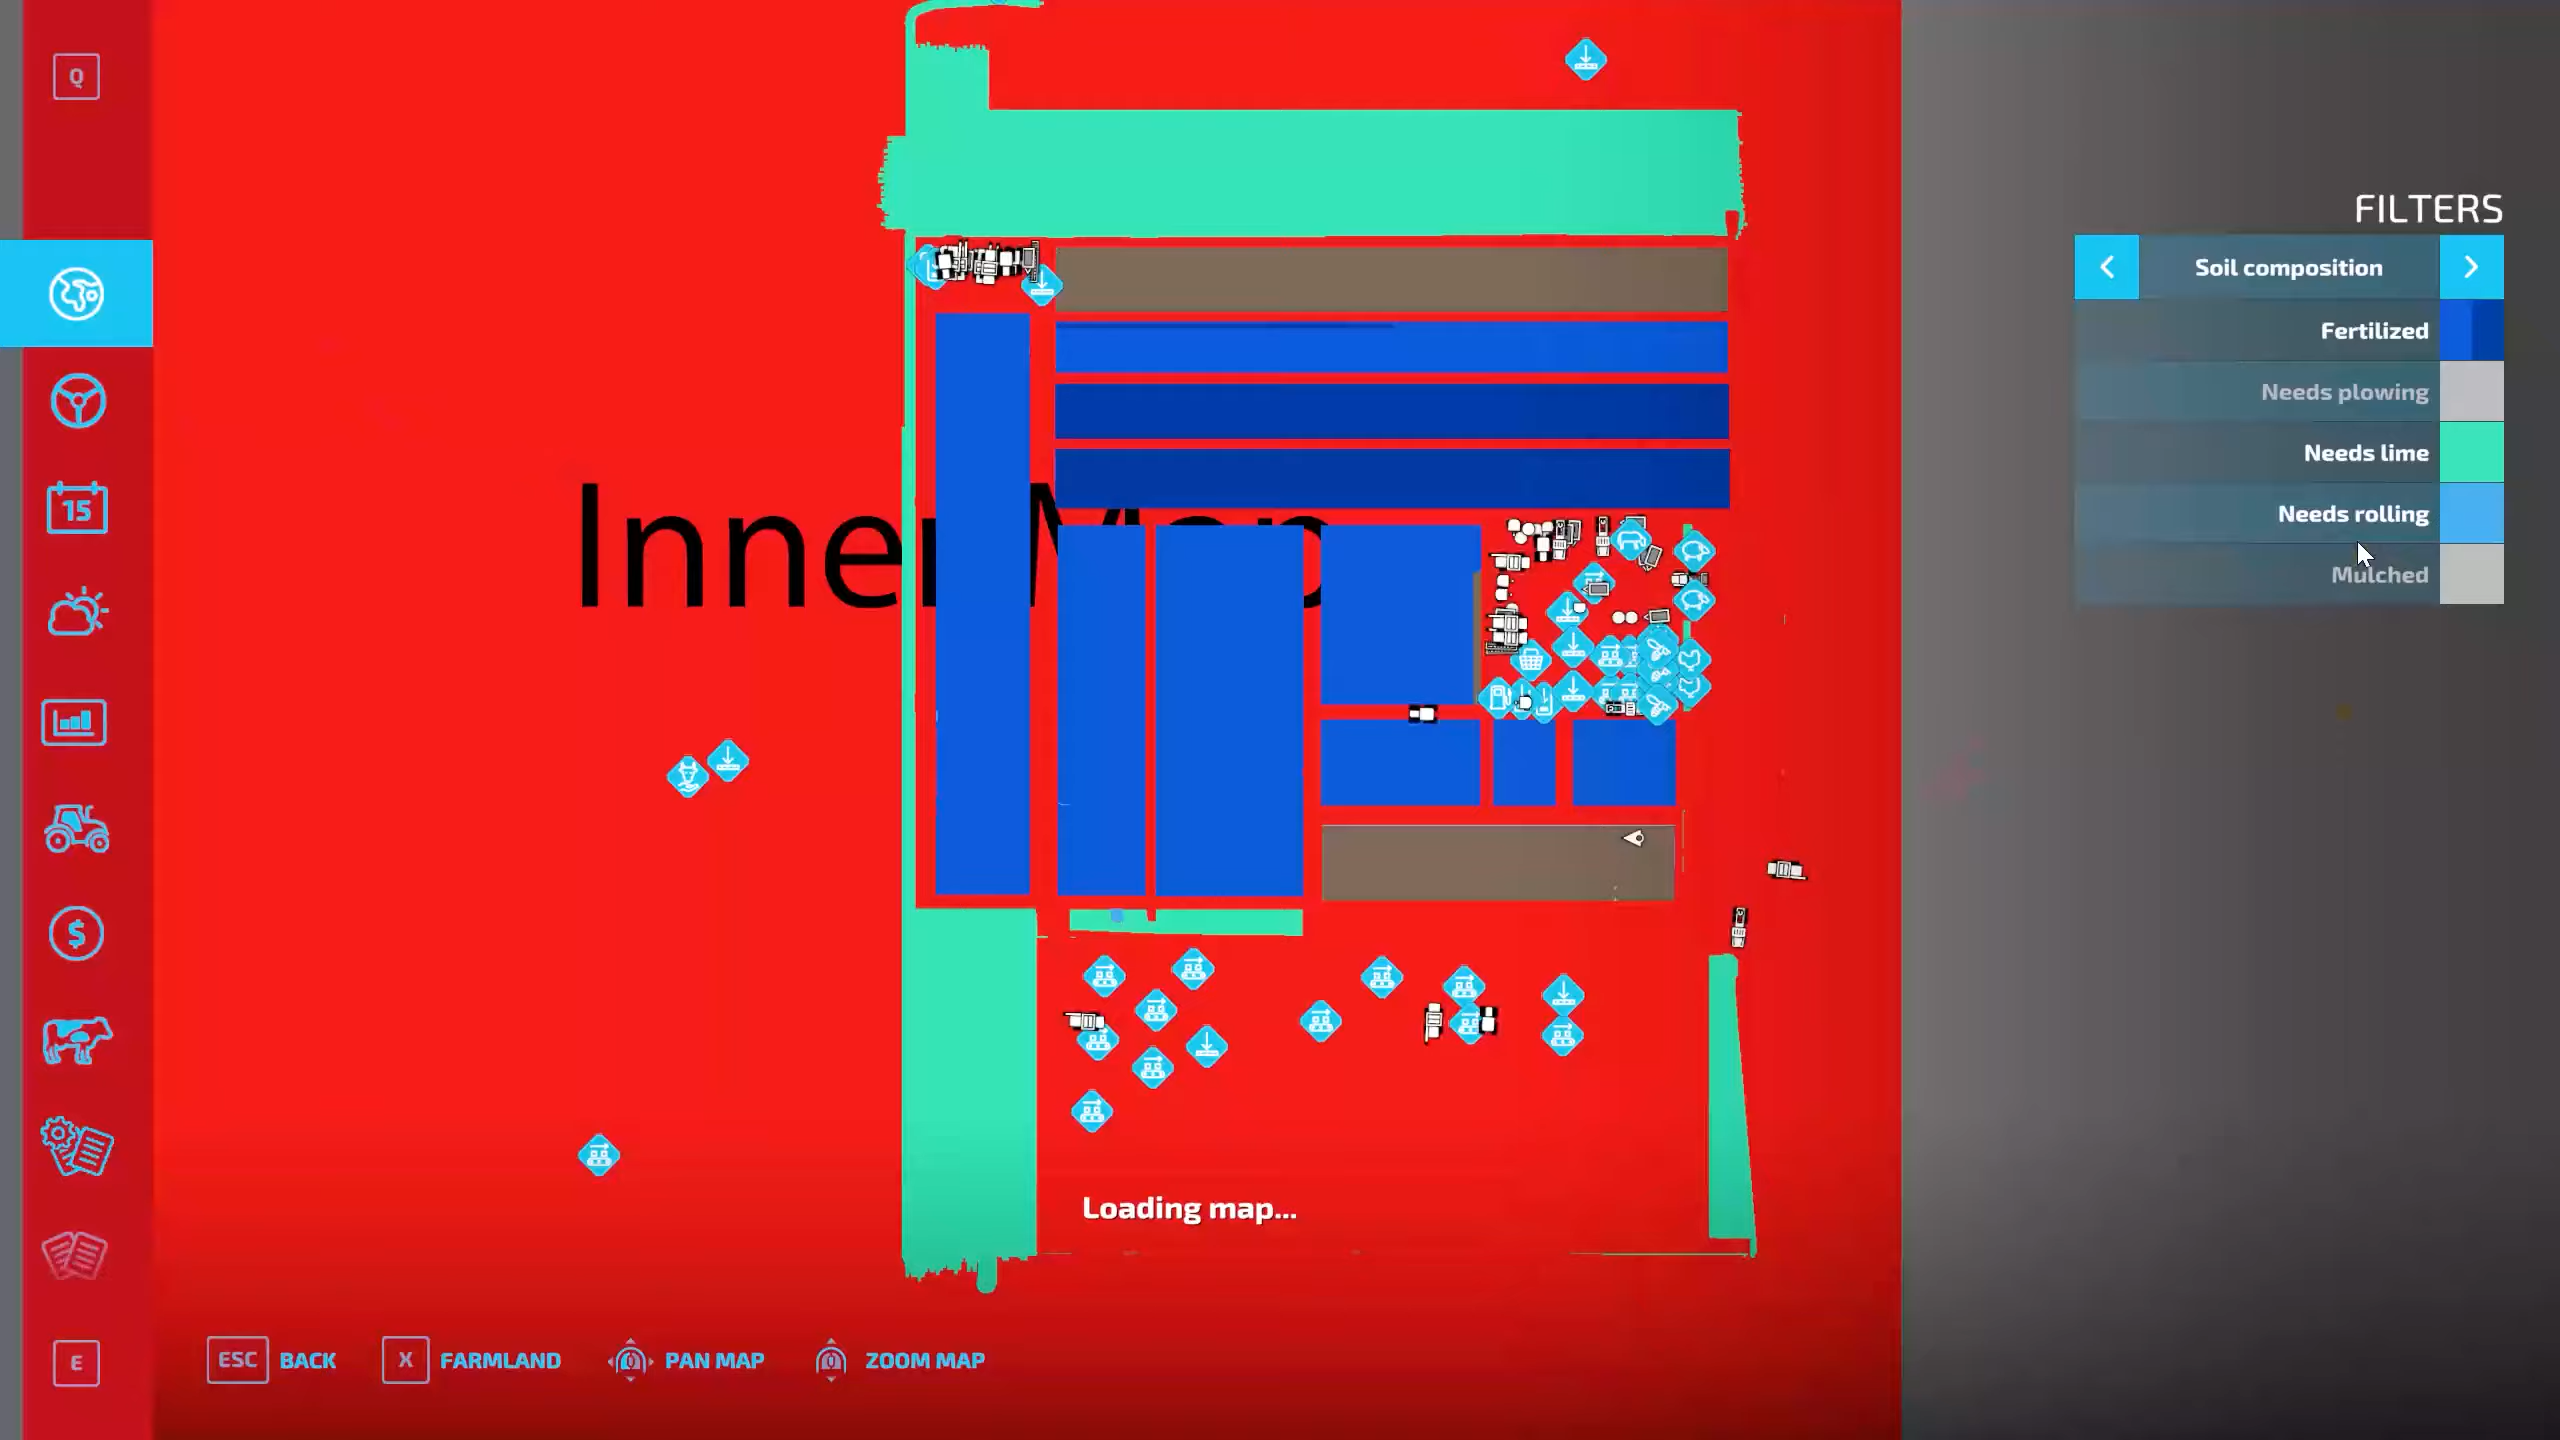 Q
FILTERS
Soil composition
Fertilized
Needs plowing
Needs lime
Needs rolling
Mulched
15
Inner Map
$
Loading map...
E
ESC BACK X FARMLAND PAN MAP ZOOM MAP